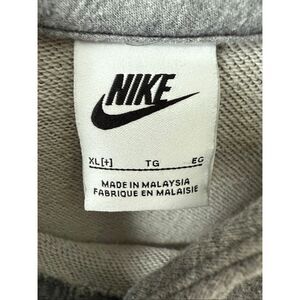 NIKE
XL[+] TG EG
MADE IN MALAYSIA
FABRIQUE EN MALAISIE